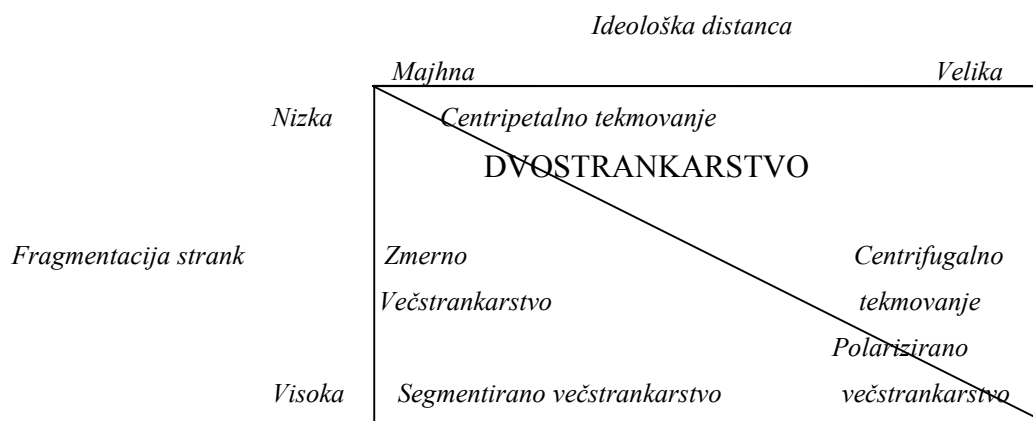 Ideološka distanca
Majhna Velika
Nizka Centripetalno tekmovanje
DVOSTRANKARSTVO
Fragmentacija strank Zmerno Centrifugalno
Večstrankarstvo tekmovanje
Polarizirano
Visoka Segmentirano večstrankarstvo večstrankarstvo